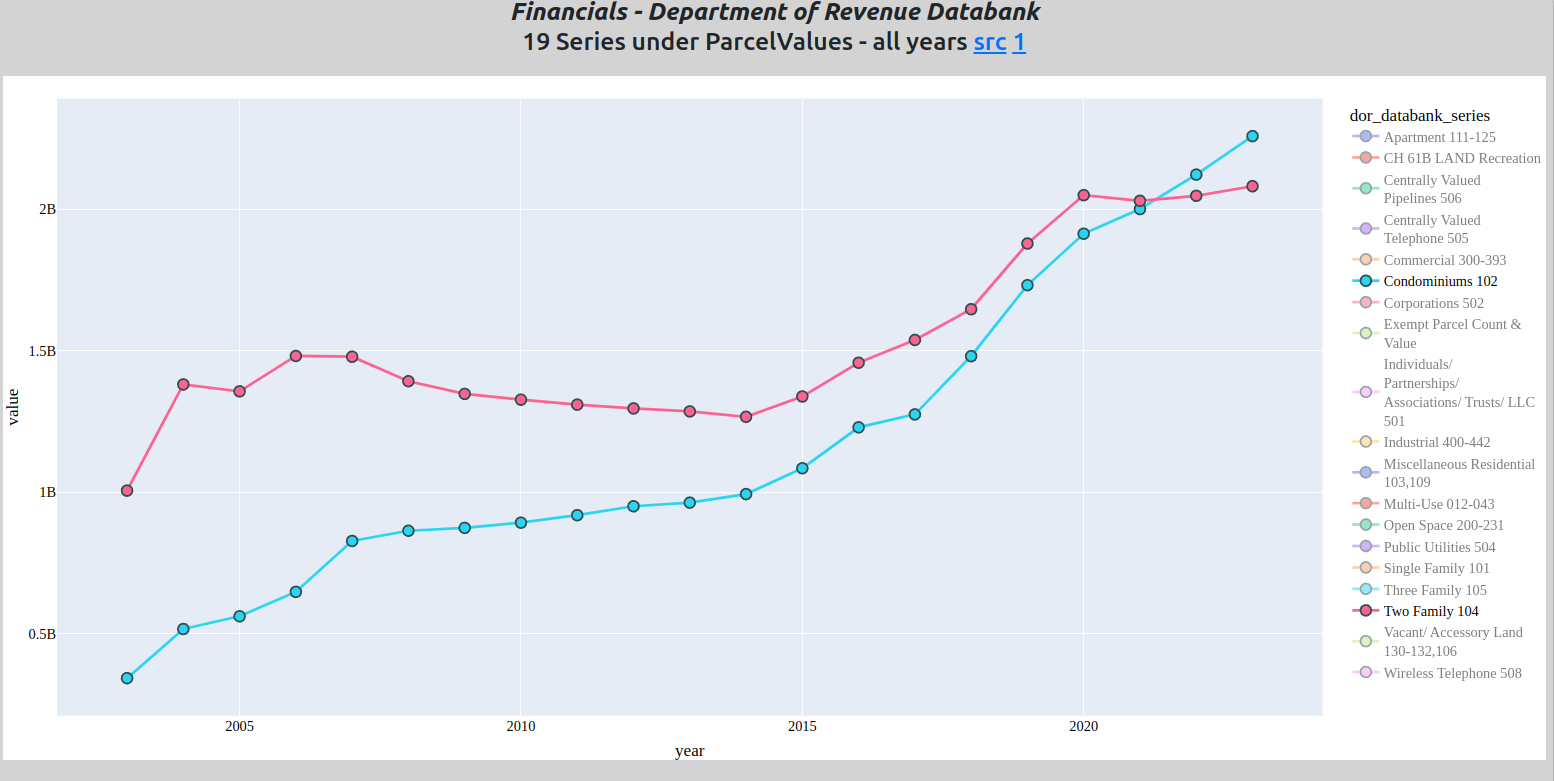 Financials - Department of Revenue Databank
19 Series under ParcelValues - all years src 1
dor_databank_series
Apartment 111-125
CH 61B LAND Recreation
Centrally Valued
Pipelines 506
Centrally Valued
Telephone 505
Commercial 300-393
Condominiums 102
Corporations 502
Exempt Parcel Count &
Value
Individuals/
Partnerships/
Associations/ Trusts/ LLC
501
Industrial 400-442
Miscellaneous Residential
103,109
Multi-Use 012-043
Open Space 200-231
Public Utilities 504
Single Family 101
Three Family 105
Two Family 104
Vacant/ Accessory Land
130-132,106
Wireless Telephone 508
value
2B
1.5B
1B
0.5B
2005
2010
2015
2020
year